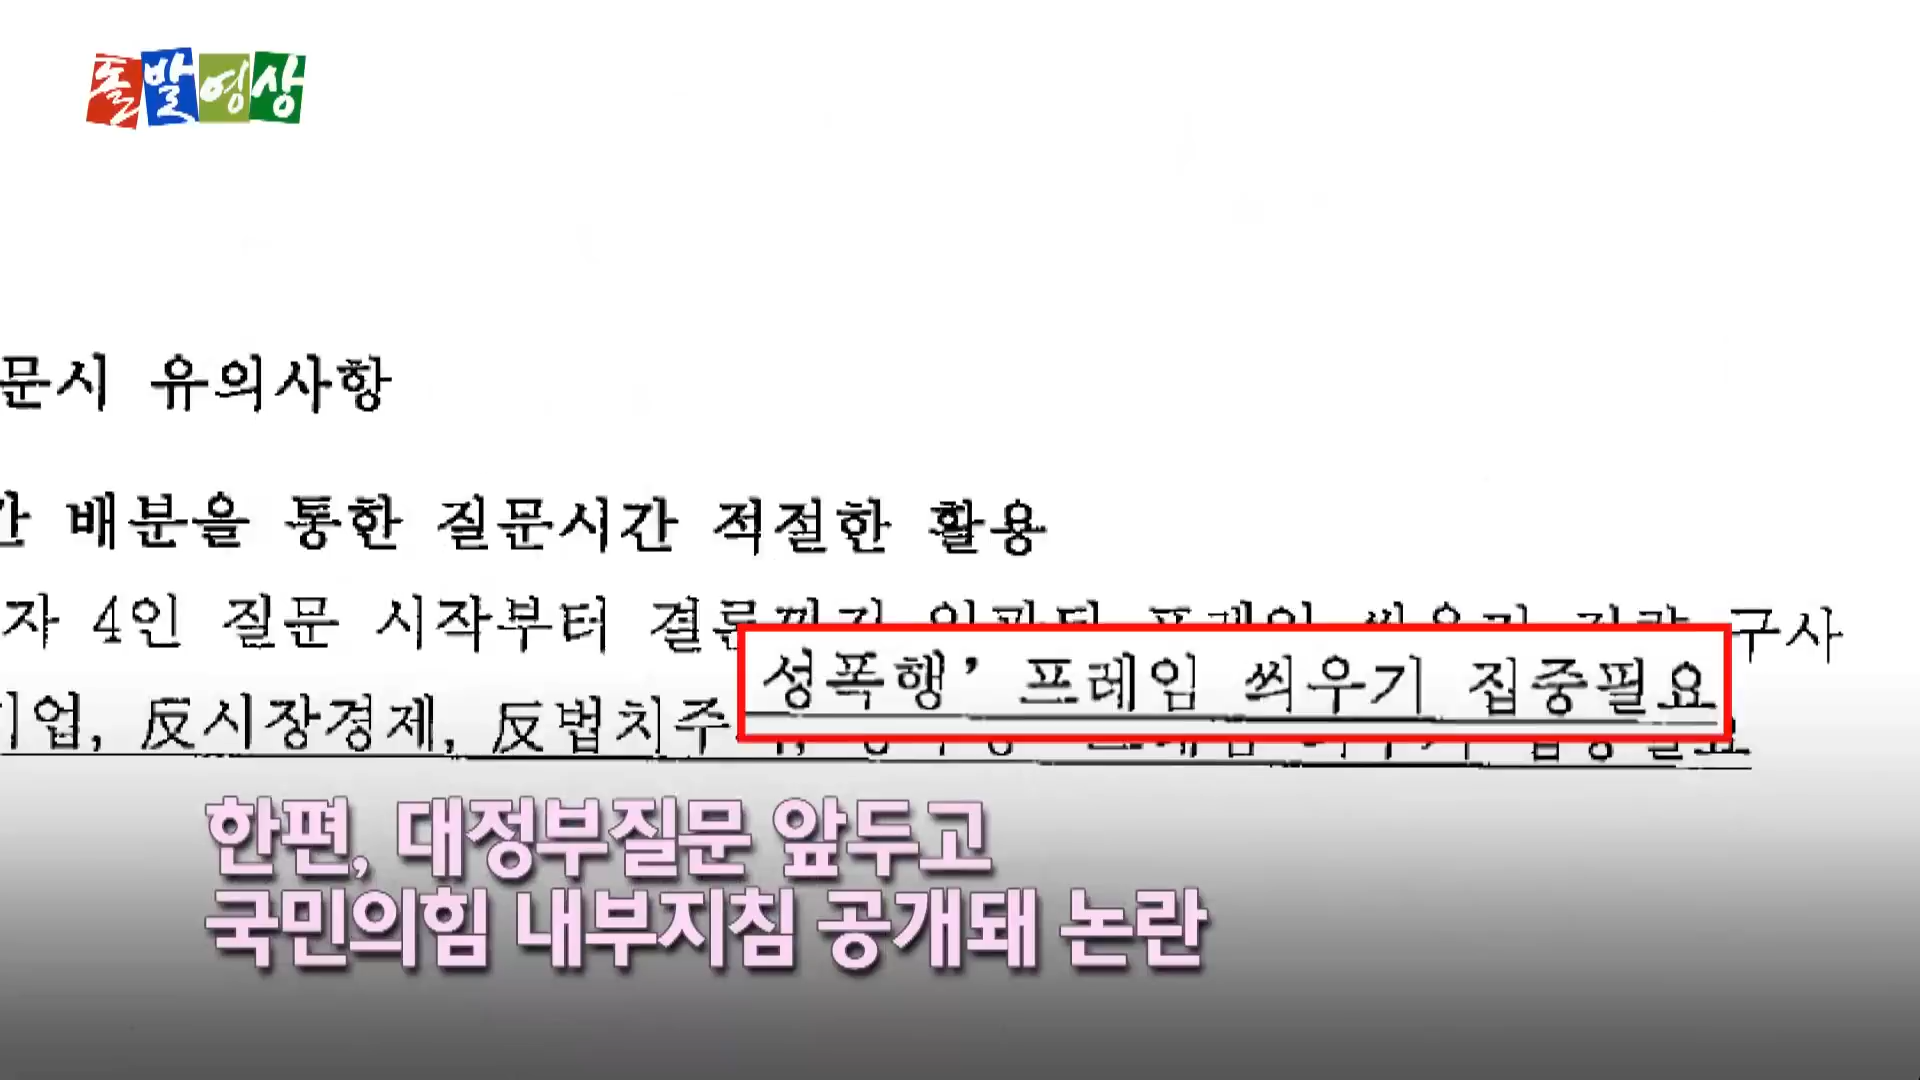 돌발영상
문시 유의사항
간 배분을 통한 질문시간 적절한 활용
자 4인 질문 시작부터 구사
성폭행’ 프레임 씌우기 집중필요
기업, 反시장경제, 反법치주
한편, 대정부질문 앞두고
국민의힘 내부지침 공개돼 논란